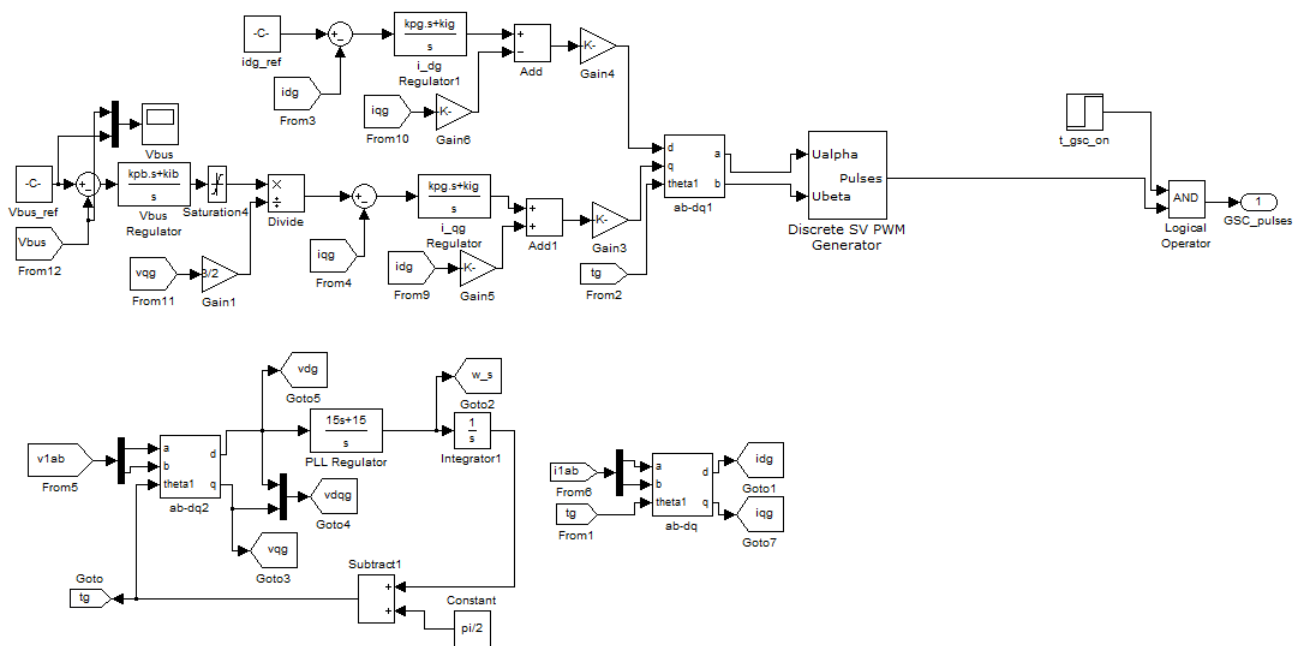 -C-
idg_ref
+
−
kpg.s+kig
s
i_dg
Regulator1
+
−
Add
-K-
Gain4
idg
From3
iqg
From10
-K-
Gain6
Vbus
-C-
Vbus_ref
+
−
kpb.s+kib
s
Vbus
Regulator
Saturation4
×
÷
Divide
+
−
kpg.s+kig
s
i_qg
Regulator
+
+
Add1
-K-
Gain3
Vbus
From12
vqg
From11
3/2
Gain1
iqg
From4
idg
From9
-K-
Gain5
tg
From2
d
q
theta1
a
b
ab-dq1
Ualpha
Pulses
Ubeta
Discrete SV PWM
Generator
t_gsc_on
AND
Logical
Operator
1
GSC_pulses
vdg
Goto5
w_s
Goto2
v1ab
From5
a
b
theta1
d
q
ab-dq2
15s+15
s
PLL Regulator
1
s
Integrator1
vdqg
Goto4
vqg
Goto3
Subtract1
+
+
Constant
pi/2
Goto
tg
i1ab
From6
tg
From1
a
b
theta1
d
q
ab-dq
idg
Goto1
iqg
Goto7